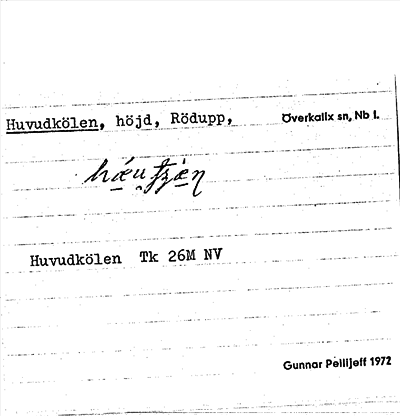 Huvudkölen, höjd, Rödupp, Överkalix sn, Nb l.
Huvudkölen Tk 26M NV
Gunnar Pellijeff 1972